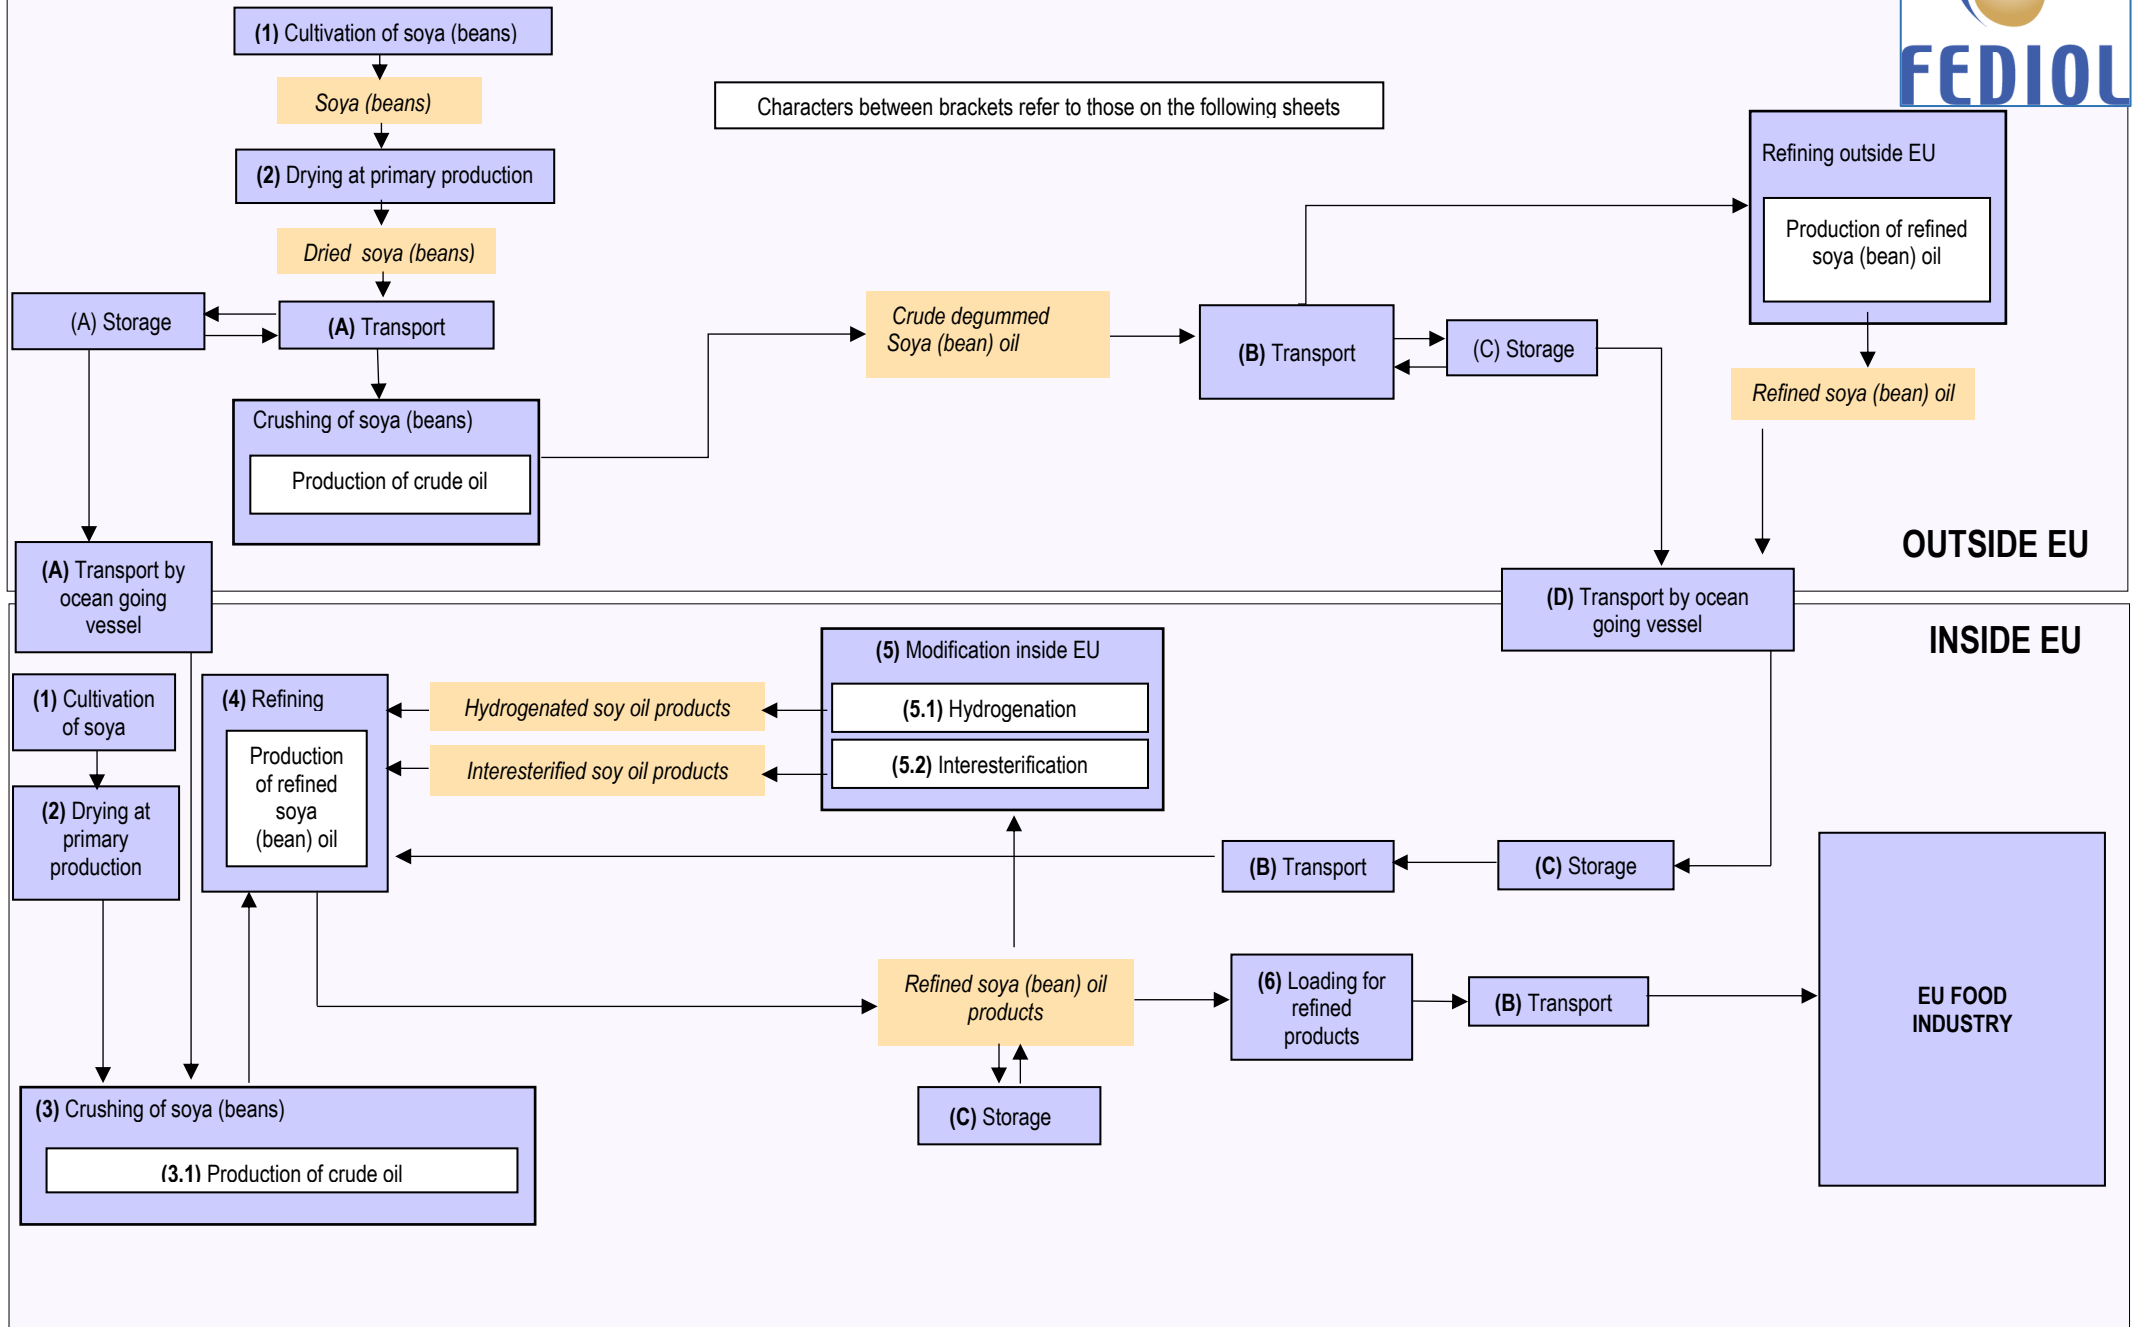 (1) Cultivation of soya (beans)
FEDIOL
Soya (beans)
Characters between brackets refer to those on the following sheets
(2) Drying at primary production
Refining outside EU
Production of refined
soya (bean) oil
Dried soya (beans)
(A) Storage
(A) Transport
Crude degummed
Soya (bean) oil
(B) Transport
(C) Storage
Refined soya (bean) oil
Crushing of soya (beans)
Production of crude oil
OUTSIDE EU
(A) Transport by
ocean going
vessel
(D) Transport by ocean
going vessel
INSIDE EU
(1) Cultivation
of soya
(4) Refining
Production
of refined
soya
(bean) oil
Hydrogenated soy oil products
Interesterified soy oil products
(5) Modification inside EU
(5.1) Hydrogenation
(5.2) Interesterification
(2) Drying at
primary
production
(B) Transport
(C) Storage
Refined soya (bean) oil
products
(6) Loading for
refined
products
(B) Transport
EU FOOD
INDUSTRY
(C) Storage
(3) Crushing of soya (beans)
(3.1) Production of crude oil